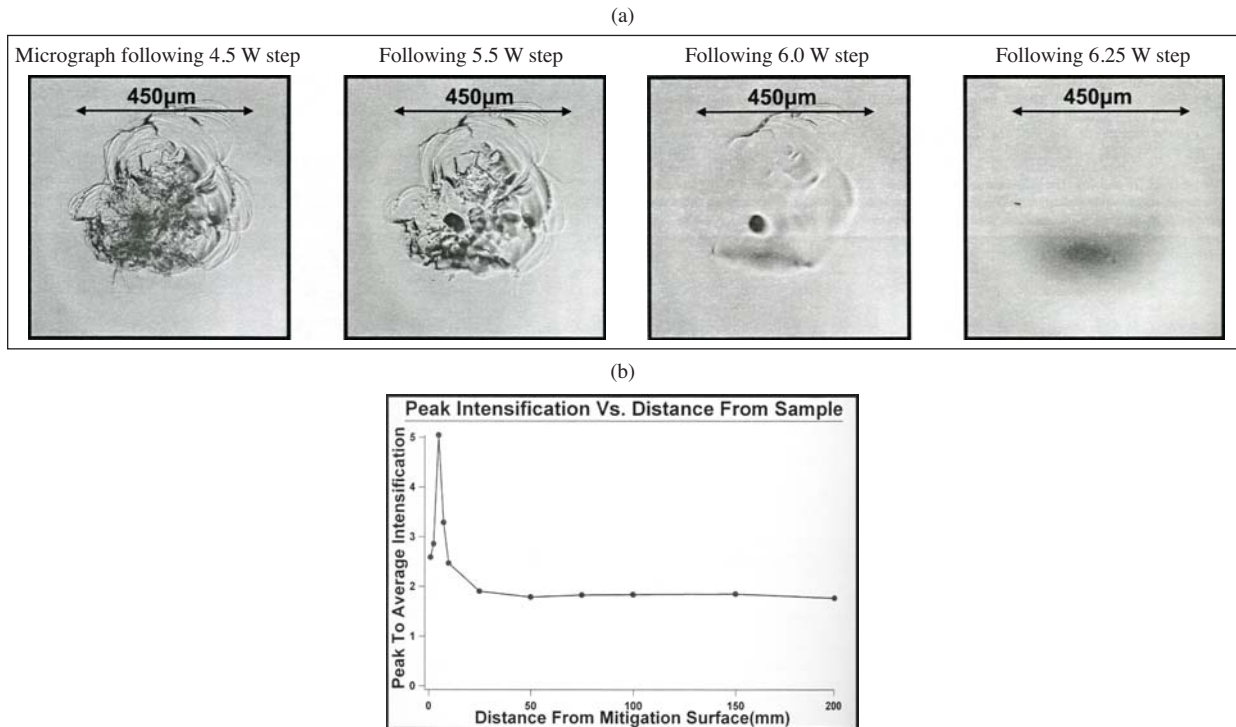 (a)
Micrograph following 4.5 W step
Following 5.5 W step
Following 6.0 W step
Following 6.25 W step
450µm
450µm
450µm
450µm
(b)
Peak Intensification Vs. Distance From Sample
Peak To Average Intensification
5
4
3
2
1
0
0 50 100 150 200
Distance From Mitigation Surface(mm)